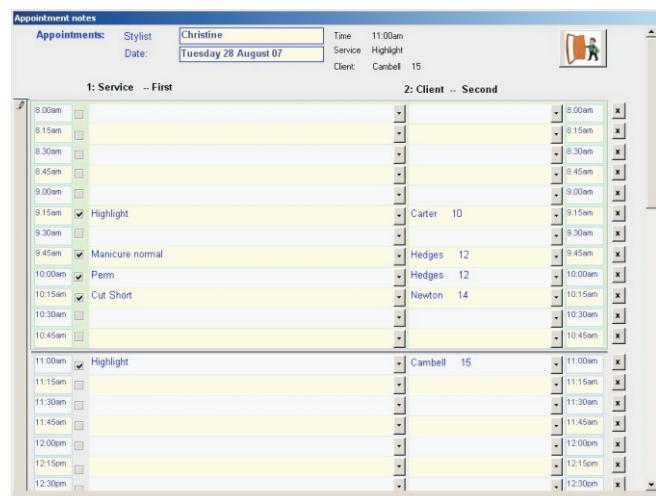 Appointment notes
Appointments: Stylist Christine Time 11:00am
Date: Tuesday 28 August 07 Service Highlight
Client: Cambell 15
1: Service -- First 2: Client -- Second
8.00am 8.00am x
8.15am 8.15am x
8.30am 8.30am x
8.45am 8.45am x
9.00am 9.00am x
9.15am Highlight Carter 10 9.15am x
9.30am 9.30am x
9.45am Manicure normal Hedges 12 9.45am x
10:00am Perm Hedges 12 10:00am x
10:15am Cut Short Newton 14 10:15am x
10:30am 10:30am x
10:45am 10:45am x
11:00am Highlight Cambell 15 11:00am x
11:15am 11:15am x
11:30am 11:30am x
11:45am 11:45am x
12:00pm 12:00pm x
12:15pm 12:15pm x
12:30pm 12:30pm x